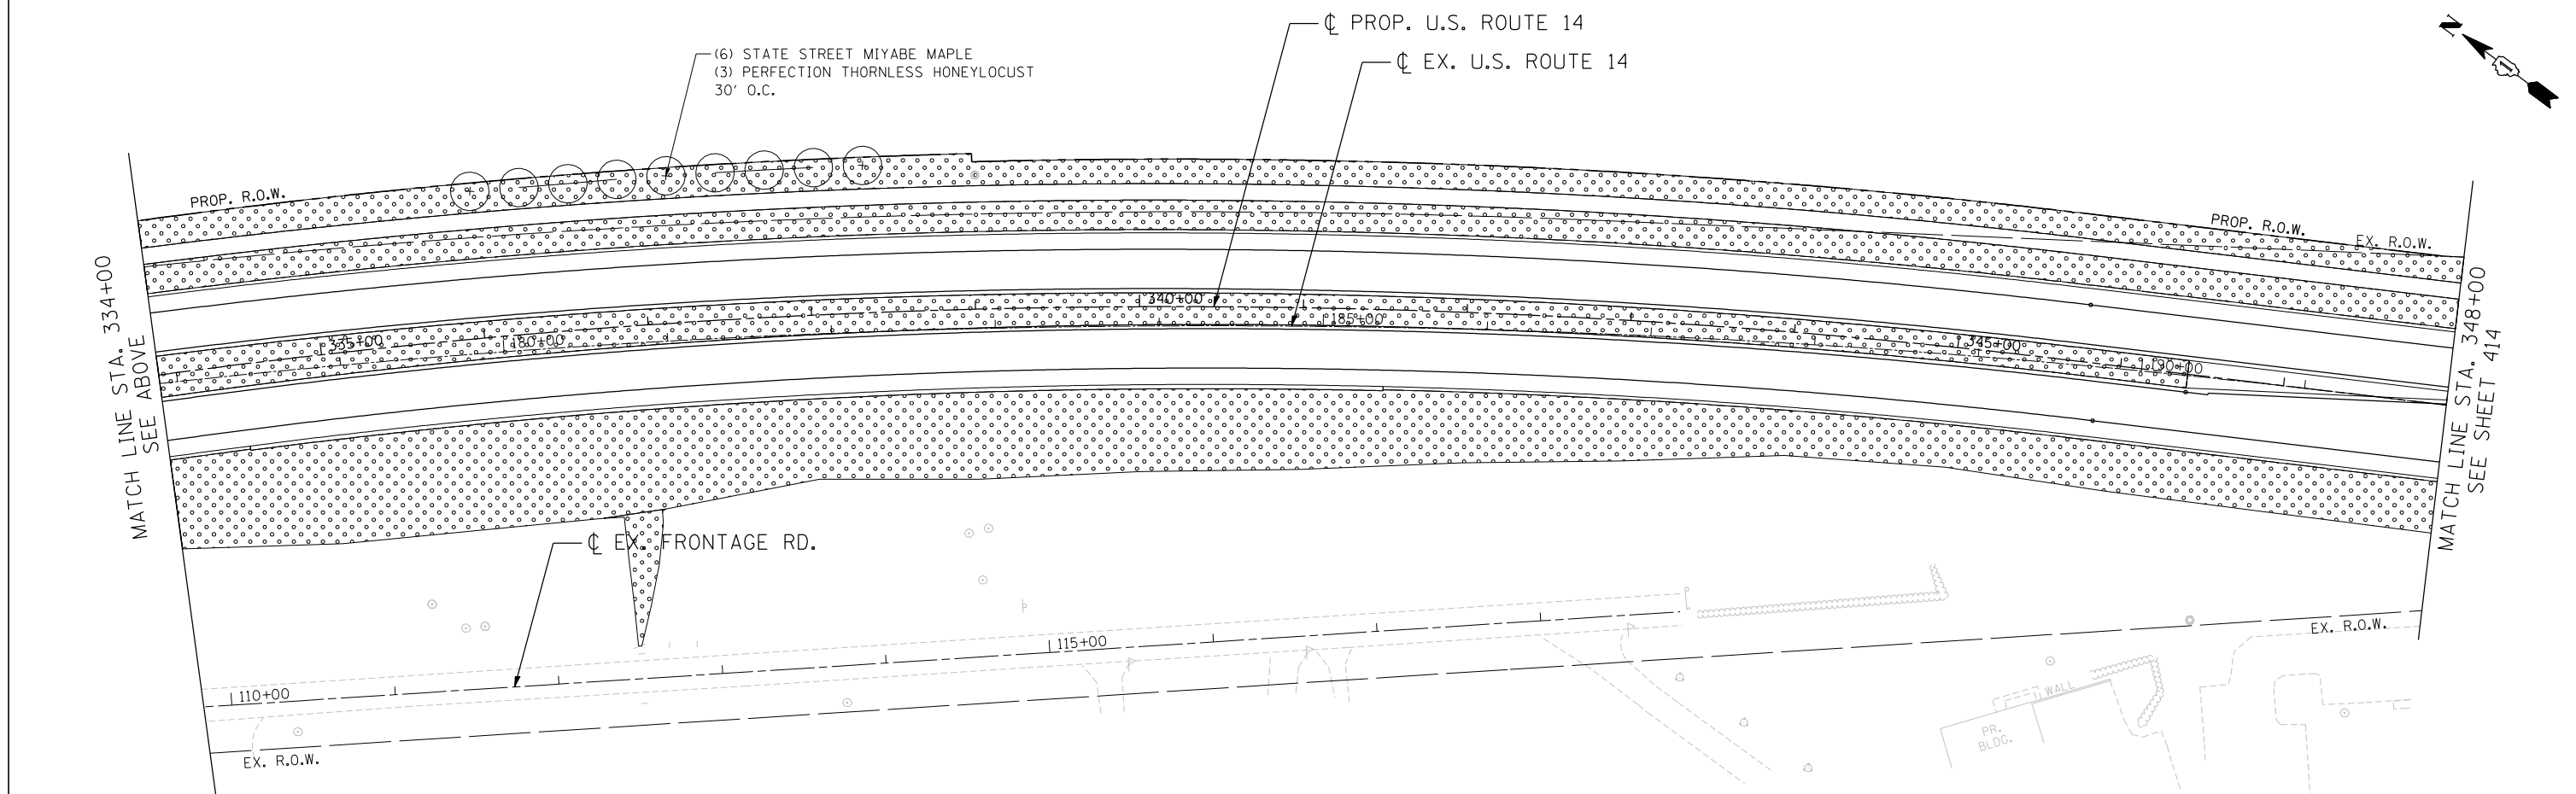 ℄ PROP. U.S. ROUTE 14
℄ EX. U.S. ROUTE 14
(6) STATE STREET MIYABE MAPLE
(3) PERFECTION THORNLESS HONEYLOCUST
30' O.C.
N
1
PROP. R.O.W.
PROP. R.O.W.
EX. R.O.W.
MATCH LINE STA. 334+00
SEE ABOVE
335+00
180+00
340+00
185+00
345+00
190+00
MATCH LINE STA. 348+00
SEE SHEET 414
℄ EX. FRONTAGE RD.
110+00
115+00
EX. R.O.W.
EX. R.O.W.
WALL
PR.
BLDG.